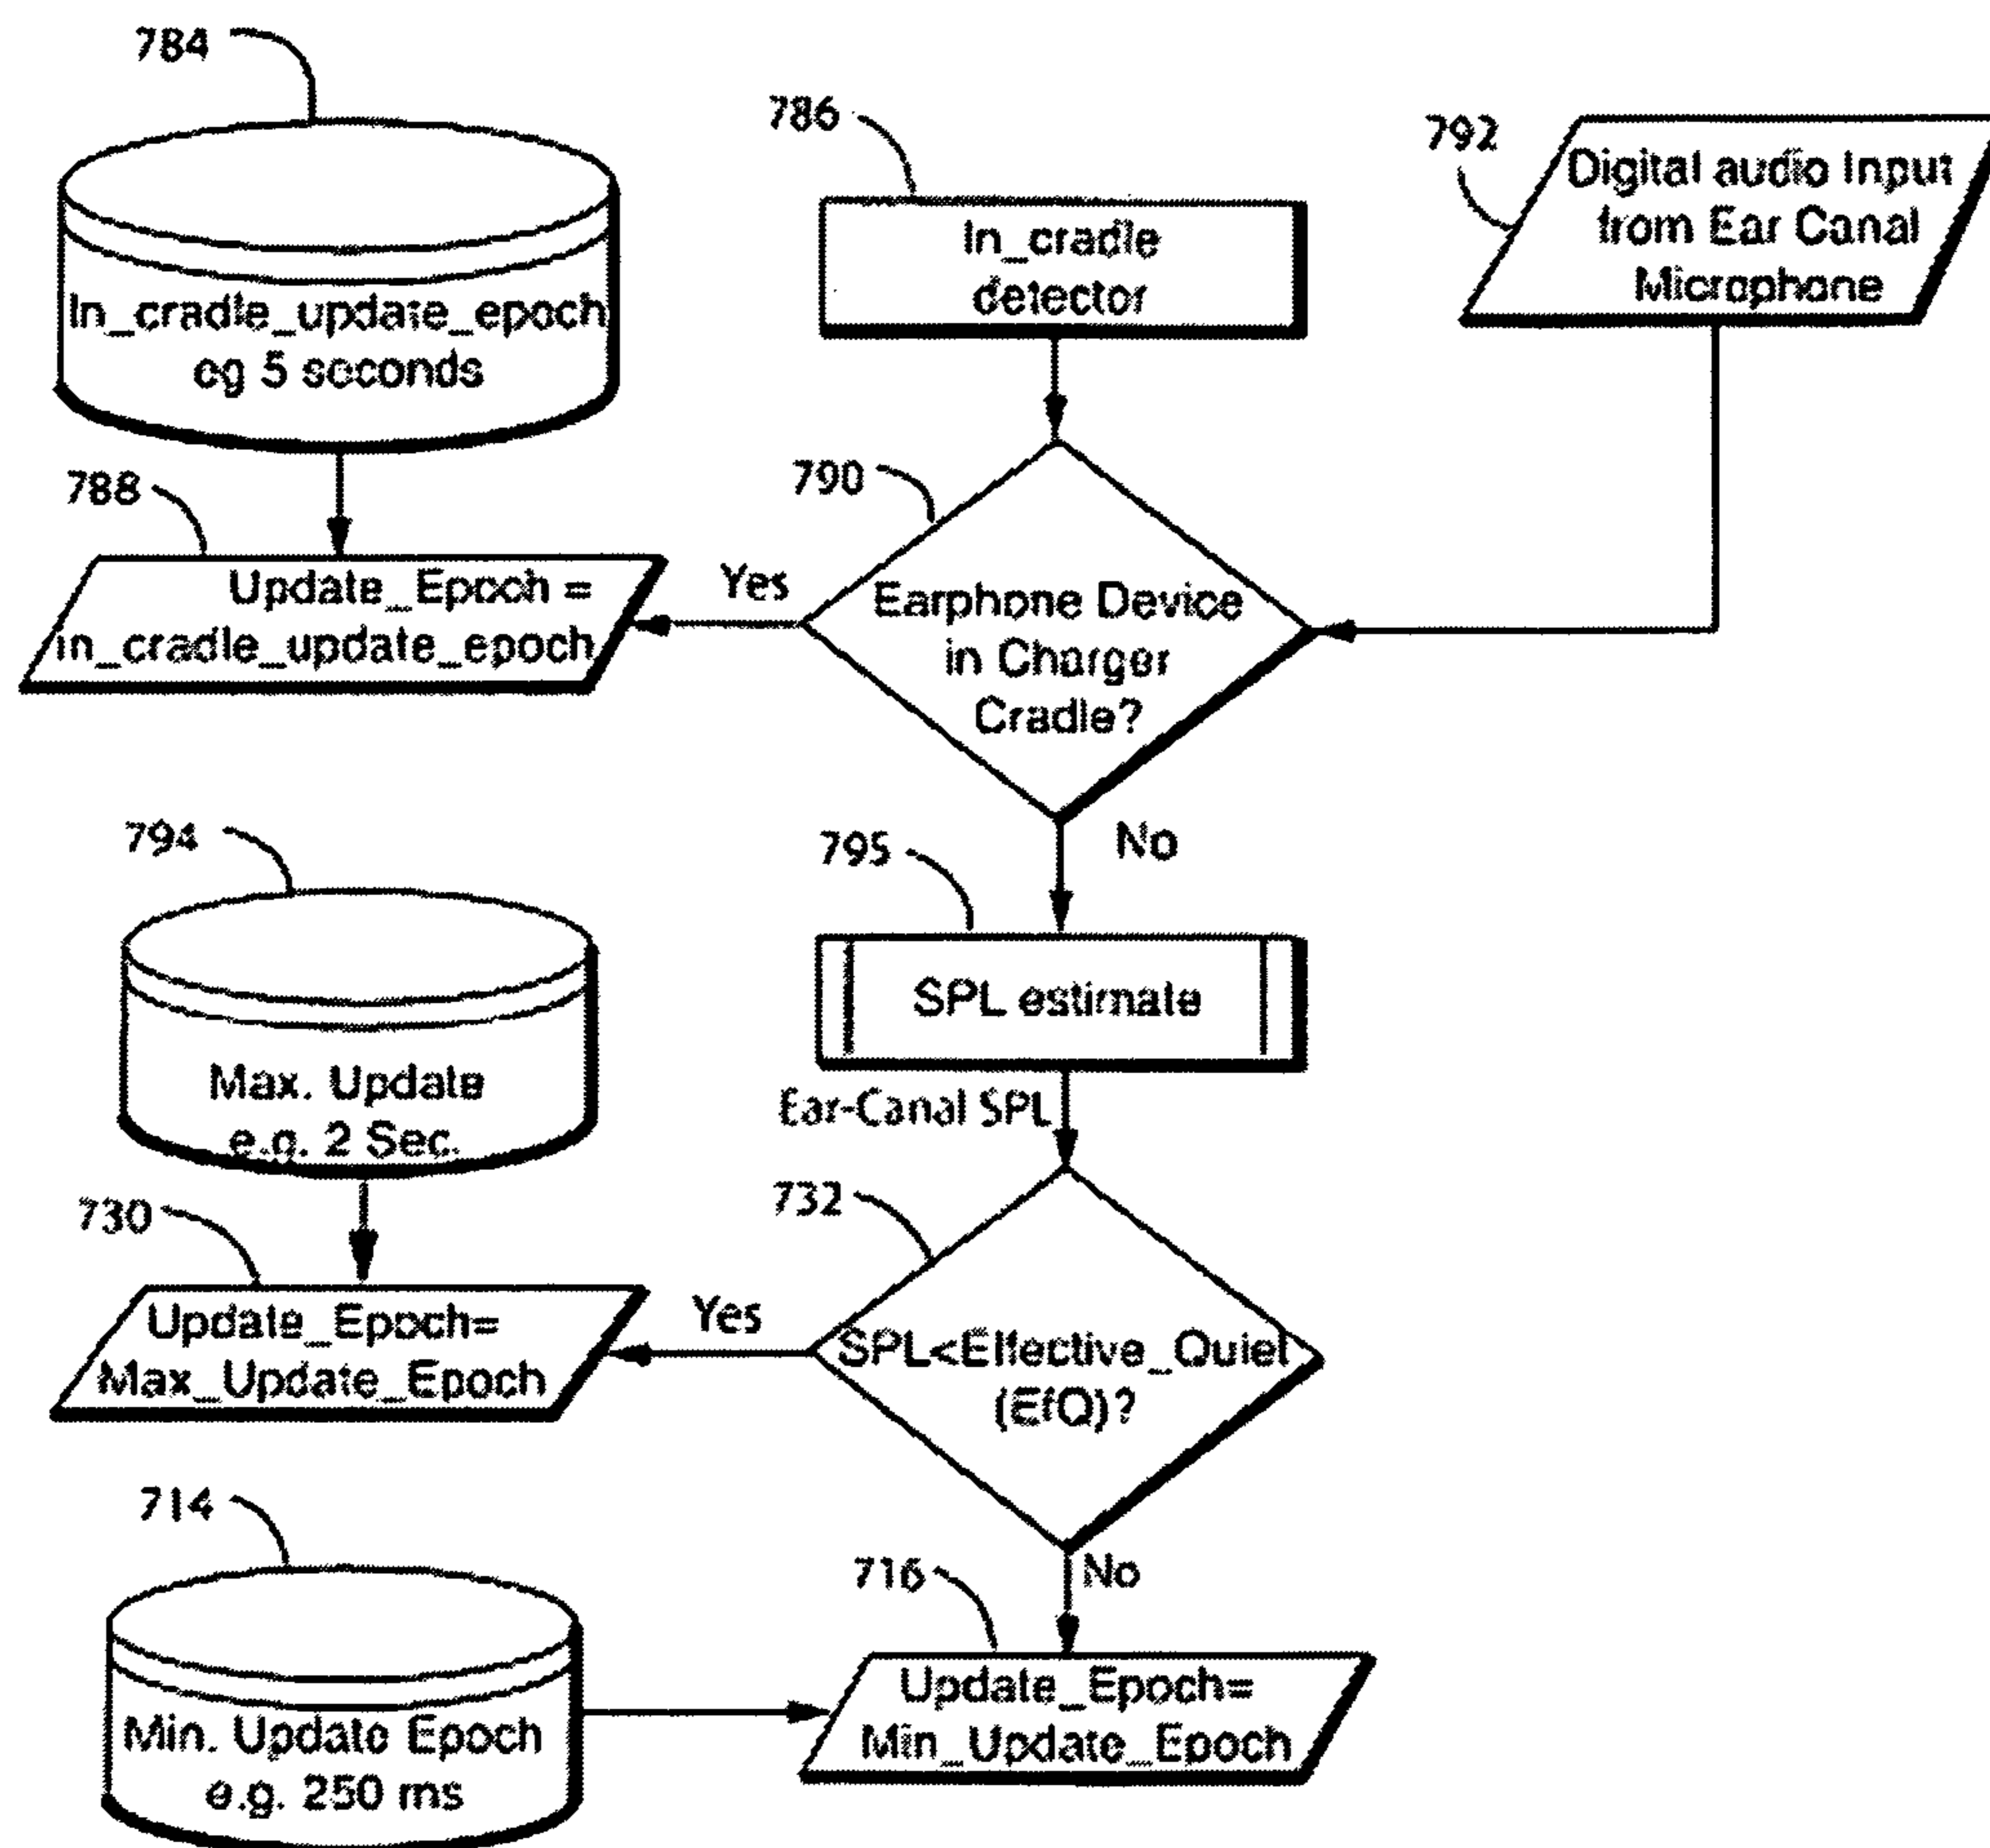 784
In_cradle_update_epoch
eg 5 seconds
786
In_cradle
detector
792
Digital audio Input
from Ear Canal
Microphone
788
Update_Epoch =
in_cradle_update_epoch
Yes
790
Earphone Device
in Charger
Cradle?
No
794
Max. Update
e.g. 2 Sec.
795
SPL estimate
Ear-Canal SPL
730
Update_Epoch=
Max_Update_Epoch
Yes
732
SPL<Effective_Quiet
(EfQ)?
No
714
Min. Update Epoch
e.g. 250 ms
716
Update_Epoch=
Min_Update_Epoch